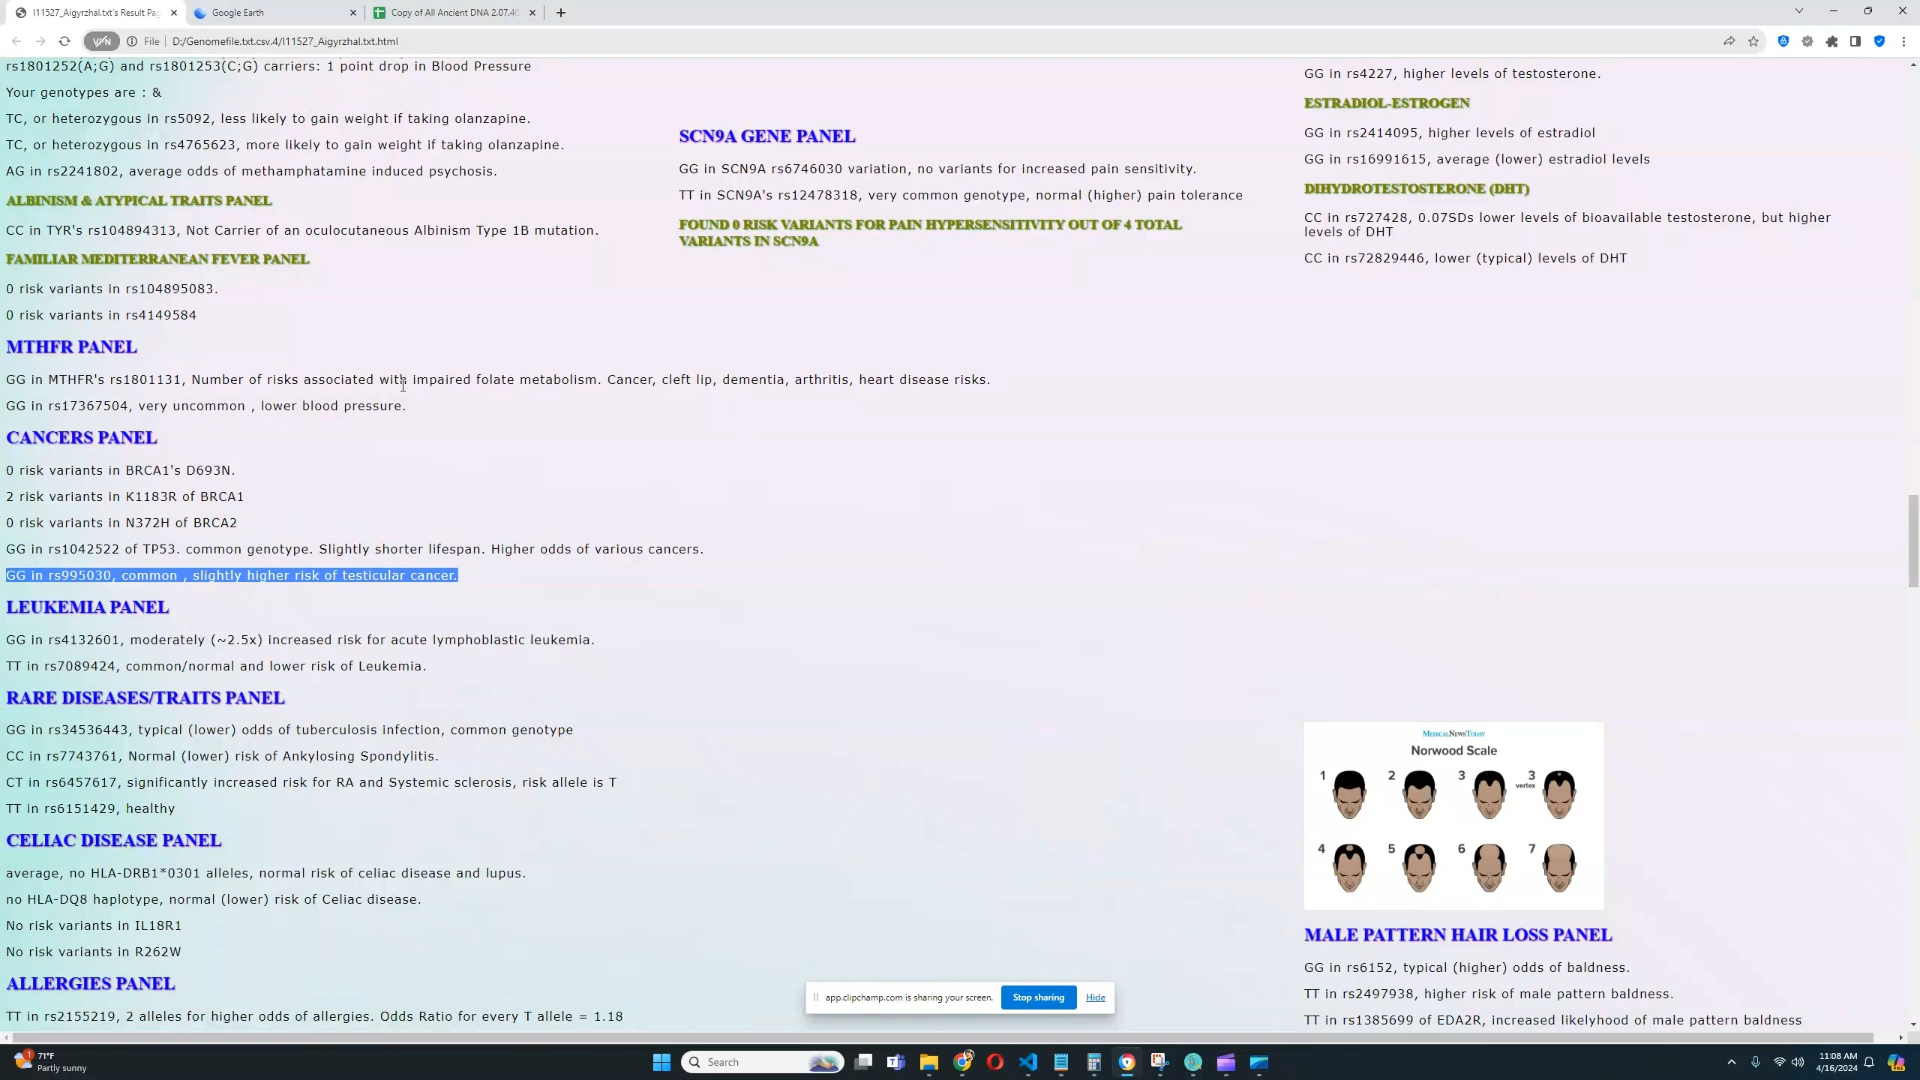 I11527_Aigyrzhal.txt's Result Pa
Google Earth
Copy of All Ancient DNA 2.07.4
VPN
File
D:/Genomefile.txt.csv.4/I11527_Aigyrzhal.txt.html
rs1801252(A;G) and rs1801253(C;G) carriers: 1 point drop in Blood Pressure
Your genotypes are : &
TC, or heterozygous in rs5092, less likely to gain weight if taking olanzapine.
TC, or heterozygous in rs4765623, more likely to gain weight if taking olanzapine.
AG in rs2241802, average odds of methamphatamine induced psychosis.
ALBINISM & ATYPICAL TRAITS PANEL
CC in TYR's rs104894313, Not Carrier of an oculocutaneous Albinism Type 1B mutation.
FAMILIAR MEDITERRANEAN FEVER PANEL
0 risk variants in rs104895083.
0 risk variants in rs4149584
MTHFR PANEL
GG in MTHFR's rs1801131, Number of risks associated with impaired folate metabolism. Cancer, cleft lip, dementia, arthritis, heart disease risks.
GG in rs17367504, very uncommon , lower blood pressure.
CANCERS PANEL
0 risk variants in BRCA1's D693N.
2 risk variants in K1183R of BRCA1
0 risk variants in N372H of BRCA2
GG in rs1042522 of TP53. common genotype. Slightly shorter lifespan. Higher odds of various cancers.
GG in rs995030, common , slightly higher risk of testicular cancer.
LEUKEMIA PANEL
GG in rs4132601, moderately (~2.5x) increased risk for acute lymphoblastic leukemia.
TT in rs7089424, common/normal and lower risk of Leukemia.
RARE DISEASES/TRAITS PANEL
GG in rs34536443, typical (lower) odds of tuberculosis infection, common genotype
CC in rs7743761, Normal (lower) risk of Ankylosing Spondylitis.
CT in rs6457617, significantly increased risk for RA and Systemic sclerosis, risk allele is T
TT in rs6151429, healthy
CELIAC DISEASE PANEL
average, no HLA-DRB1*0301 alleles, normal risk of celiac disease and lupus.
no HLA-DQ8 haplotype, normal (lower) risk of Celiac disease.
No risk variants in IL18R1
No risk variants in R262W
ALLERGIES PANEL
TT in rs2155219, 2 alleles for higher odds of allergies. Odds Ratio for every T allele = 1.18
SCN9A GENE PANEL
GG in SCN9A rs6746030 variation, no variants for increased pain sensitivity.
TT in SCN9A's rs12478318, very common genotype, normal (higher) pain tolerance
FOUND 0 RISK VARIANTS FOR PAIN HYPERSENSITIVITY OUT OF 4 TOTAL
VARIANTS IN SCN9A
GG in rs4227, higher levels of testosterone.
ESTRADIOL-ESTROGEN
GG in rs2414095, higher levels of estradiol
GG in rs16991615, average (lower) estradiol levels
DIHYDROTESTOSTERONE (DHT)
CC in rs727428, 0.07SDs lower levels of bioavailable testosterone, but higher
levels of DHT
CC in rs72829446, lower (typical) levels of DHT
MEDICALNEWSTODAY
Norwood Scale
1 2 3 3
vertex
4 5 6 7
MALE PATTERN HAIR LOSS PANEL
GG in rs6152, typical (higher) odds of baldness.
TT in rs2497938, higher risk of male pattern baldness.
TT in rs1385699 of EDA2R, increased likelyhood of male pattern baldness
app.clipchamp.com is sharing your screen.
Stop sharing
Hide
1
71°F
Partly sunny
Search
11:08 AM
4/16/2024